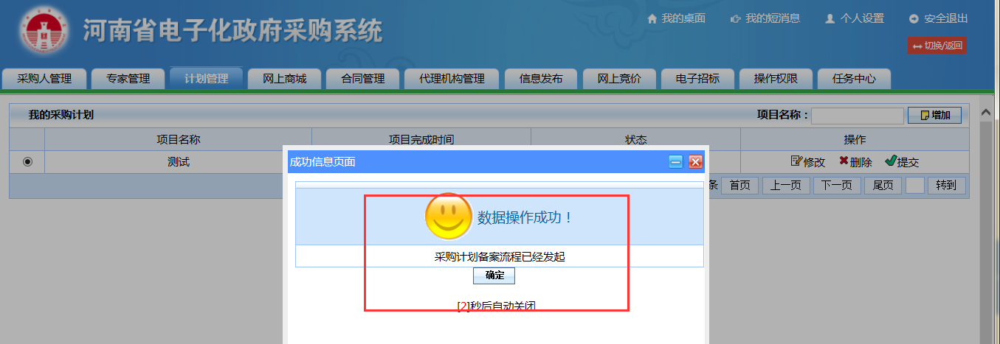 河南省电子化政府采购系统
我的桌面 我的短消息 个人设置 安全退出
切换/返回
采购人管理 专家管理 计划管理 网上商城 合同管理 代理机构管理 信息发布 网上竞价 电子招标 操作权限 任务中心
我的采购计划 项目名称： 增加
项目名称 项目完成时间 状态 操作
测试 修改 删除 提交
条 首页 上一页 下一页 尾页 转到
成功信息页面
数据操作成功！
采购计划备案流程已经发起
确定
[2]秒后自动关闭